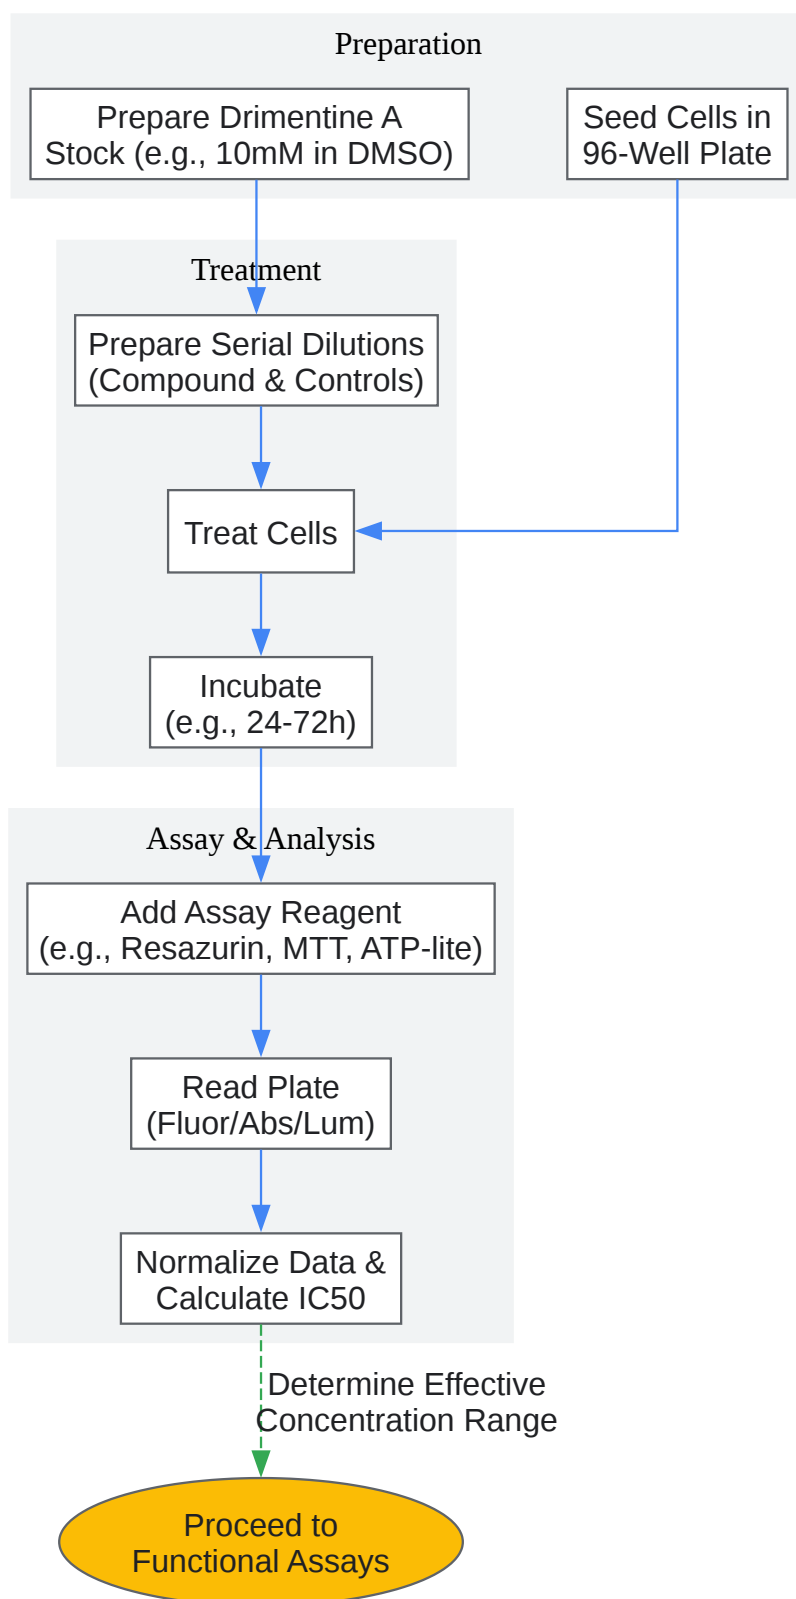 Preparation
Prepare Drimentine A
Stock (e.g., 10mM in DMSO)
Seed Cells in
96-Well Plate
Treatment
Prepare Serial Dilutions
(Compound & Controls)
Treat Cells
Incubate
(e.g., 24-72h)
Assay & Analysis
Add Assay Reagent
(e.g., Resazurin, MTT, ATP-lite)
Read Plate
(Fluor/Abs/Lum)
Normalize Data &
Calculate IC50
Determine Effective
Concentration Range
Proceed to
Functional Assays